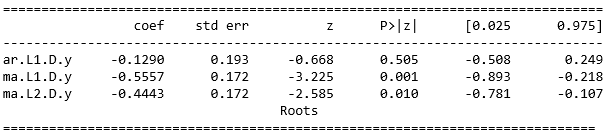 ==============================================================================
coef std err z P>|z| [0.025 0.975]
------------------------------------------------------------------------------
ar.L1.D.y -0.1290 0.193 -0.668 0.505 -0.508 0.249
ma.L1.D.y -0.5557 0.172 -3.225 0.001 -0.893 -0.218
ma.L2.D.y -0.4443 0.172 -2.585 0.010 -0.781 -0.107
Roots
==============================================================================